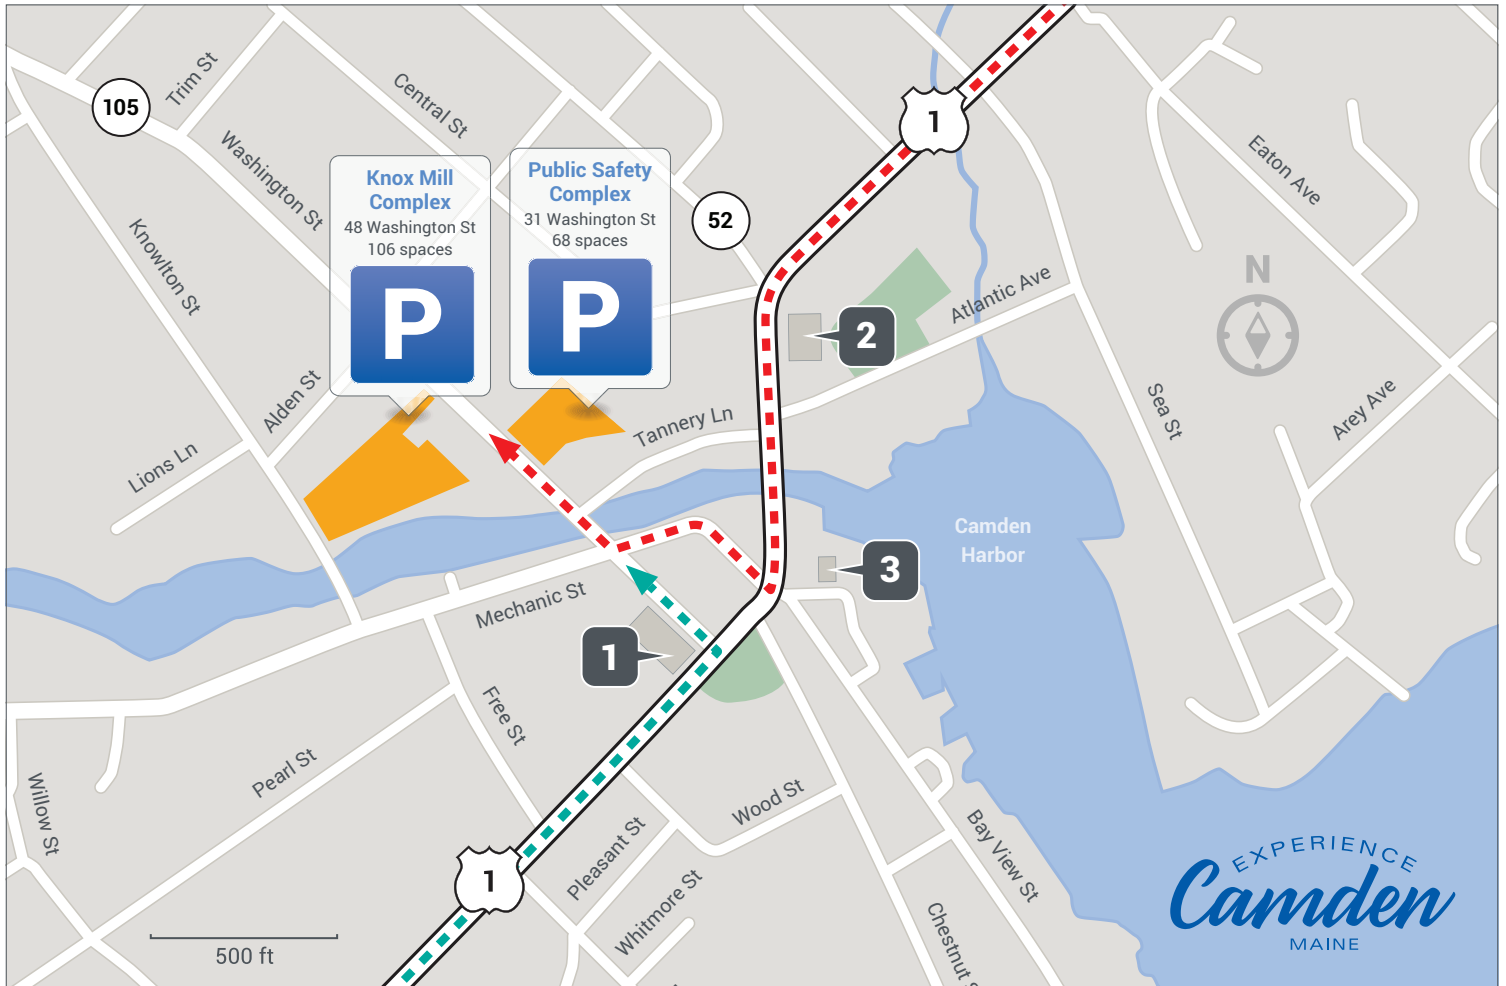 Trim St
105
Central St
1
Washington St
Knox Mill
Complex
48 Washington St
106 spaces
P
Public Safety
Complex
31 Washington St
68 spaces
P
52
Eaton Ave
Knowlton St
N
Atlantic Ave
2
Alden St
Sea St
Arey Ave
Tannery Ln
Lions Ln
Camden
Harbor
3
Mechanic St
1
Free St
Pearl St
Willow St
Wood St
Pleasant St
Bay View St
Whitmore St
Chestnut S
1
500 ft
EXPERIENCE
Camden
MAINE